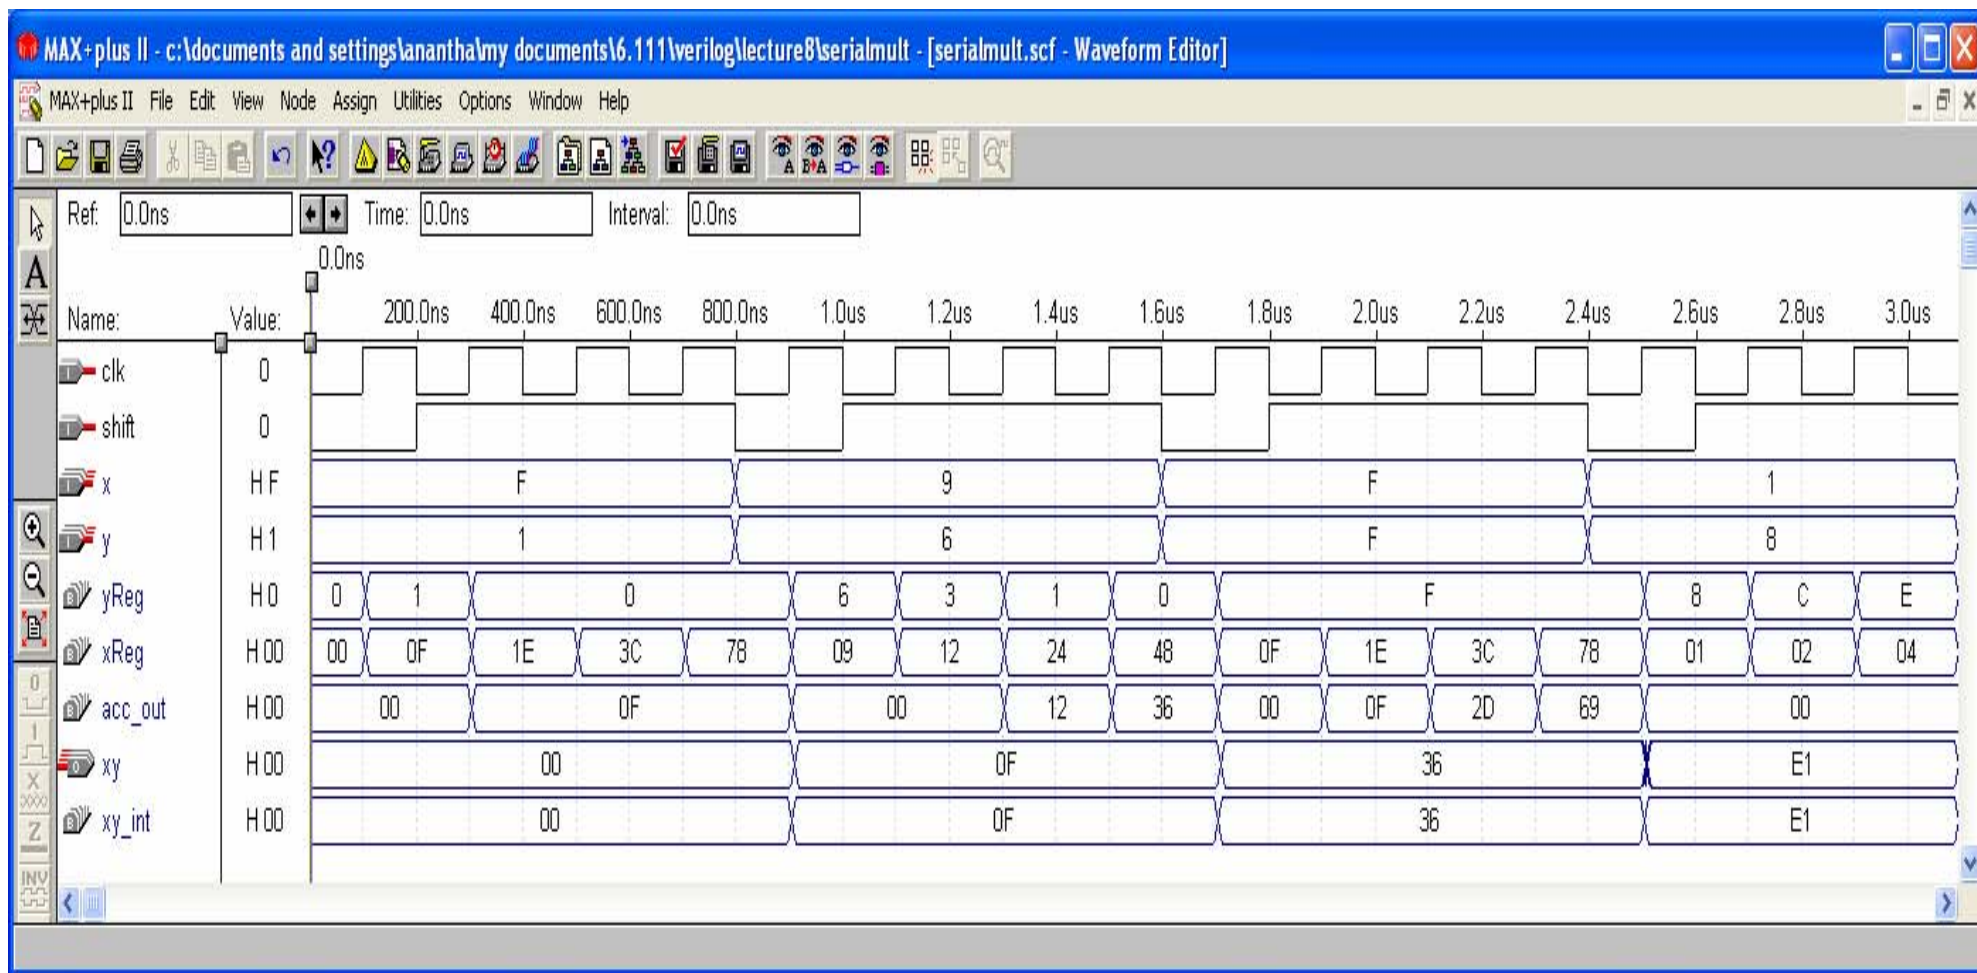 MAX+plus II - c:\documents and settings\anantha\my documents\6.111\verilog\lecture8\serialmult - [serialmult.scf - Waveform Editor]
MAX+plus II File Edit View Node Assign Utilities Options Window Help
Ref: 0.0ns Time: 0.0ns Interval: 0.0ns
0.0ns
Name: Value: 200.0ns 400.0ns 600.0ns 800.0ns 1.0us 1.2us 1.4us 1.6us 1.8us 2.0us 2.2us 2.4us 2.6us 2.8us 3.0us
clk 0
shift 0
x H F F 9 F 1
y H 1 1 6 F 8
yReg H 0 0 1 0 6 3 1 0 F 8 C E
xReg H 00 00 0F 1E 3C 78 09 12 24 48 0F 1E 3C 78 01 02 04
acc_out H 00 00 0F 00 12 36 00 0F 2D 69 00
xy H 00 00 0F 36 E1
xy_int H 00 00 0F 36 E1